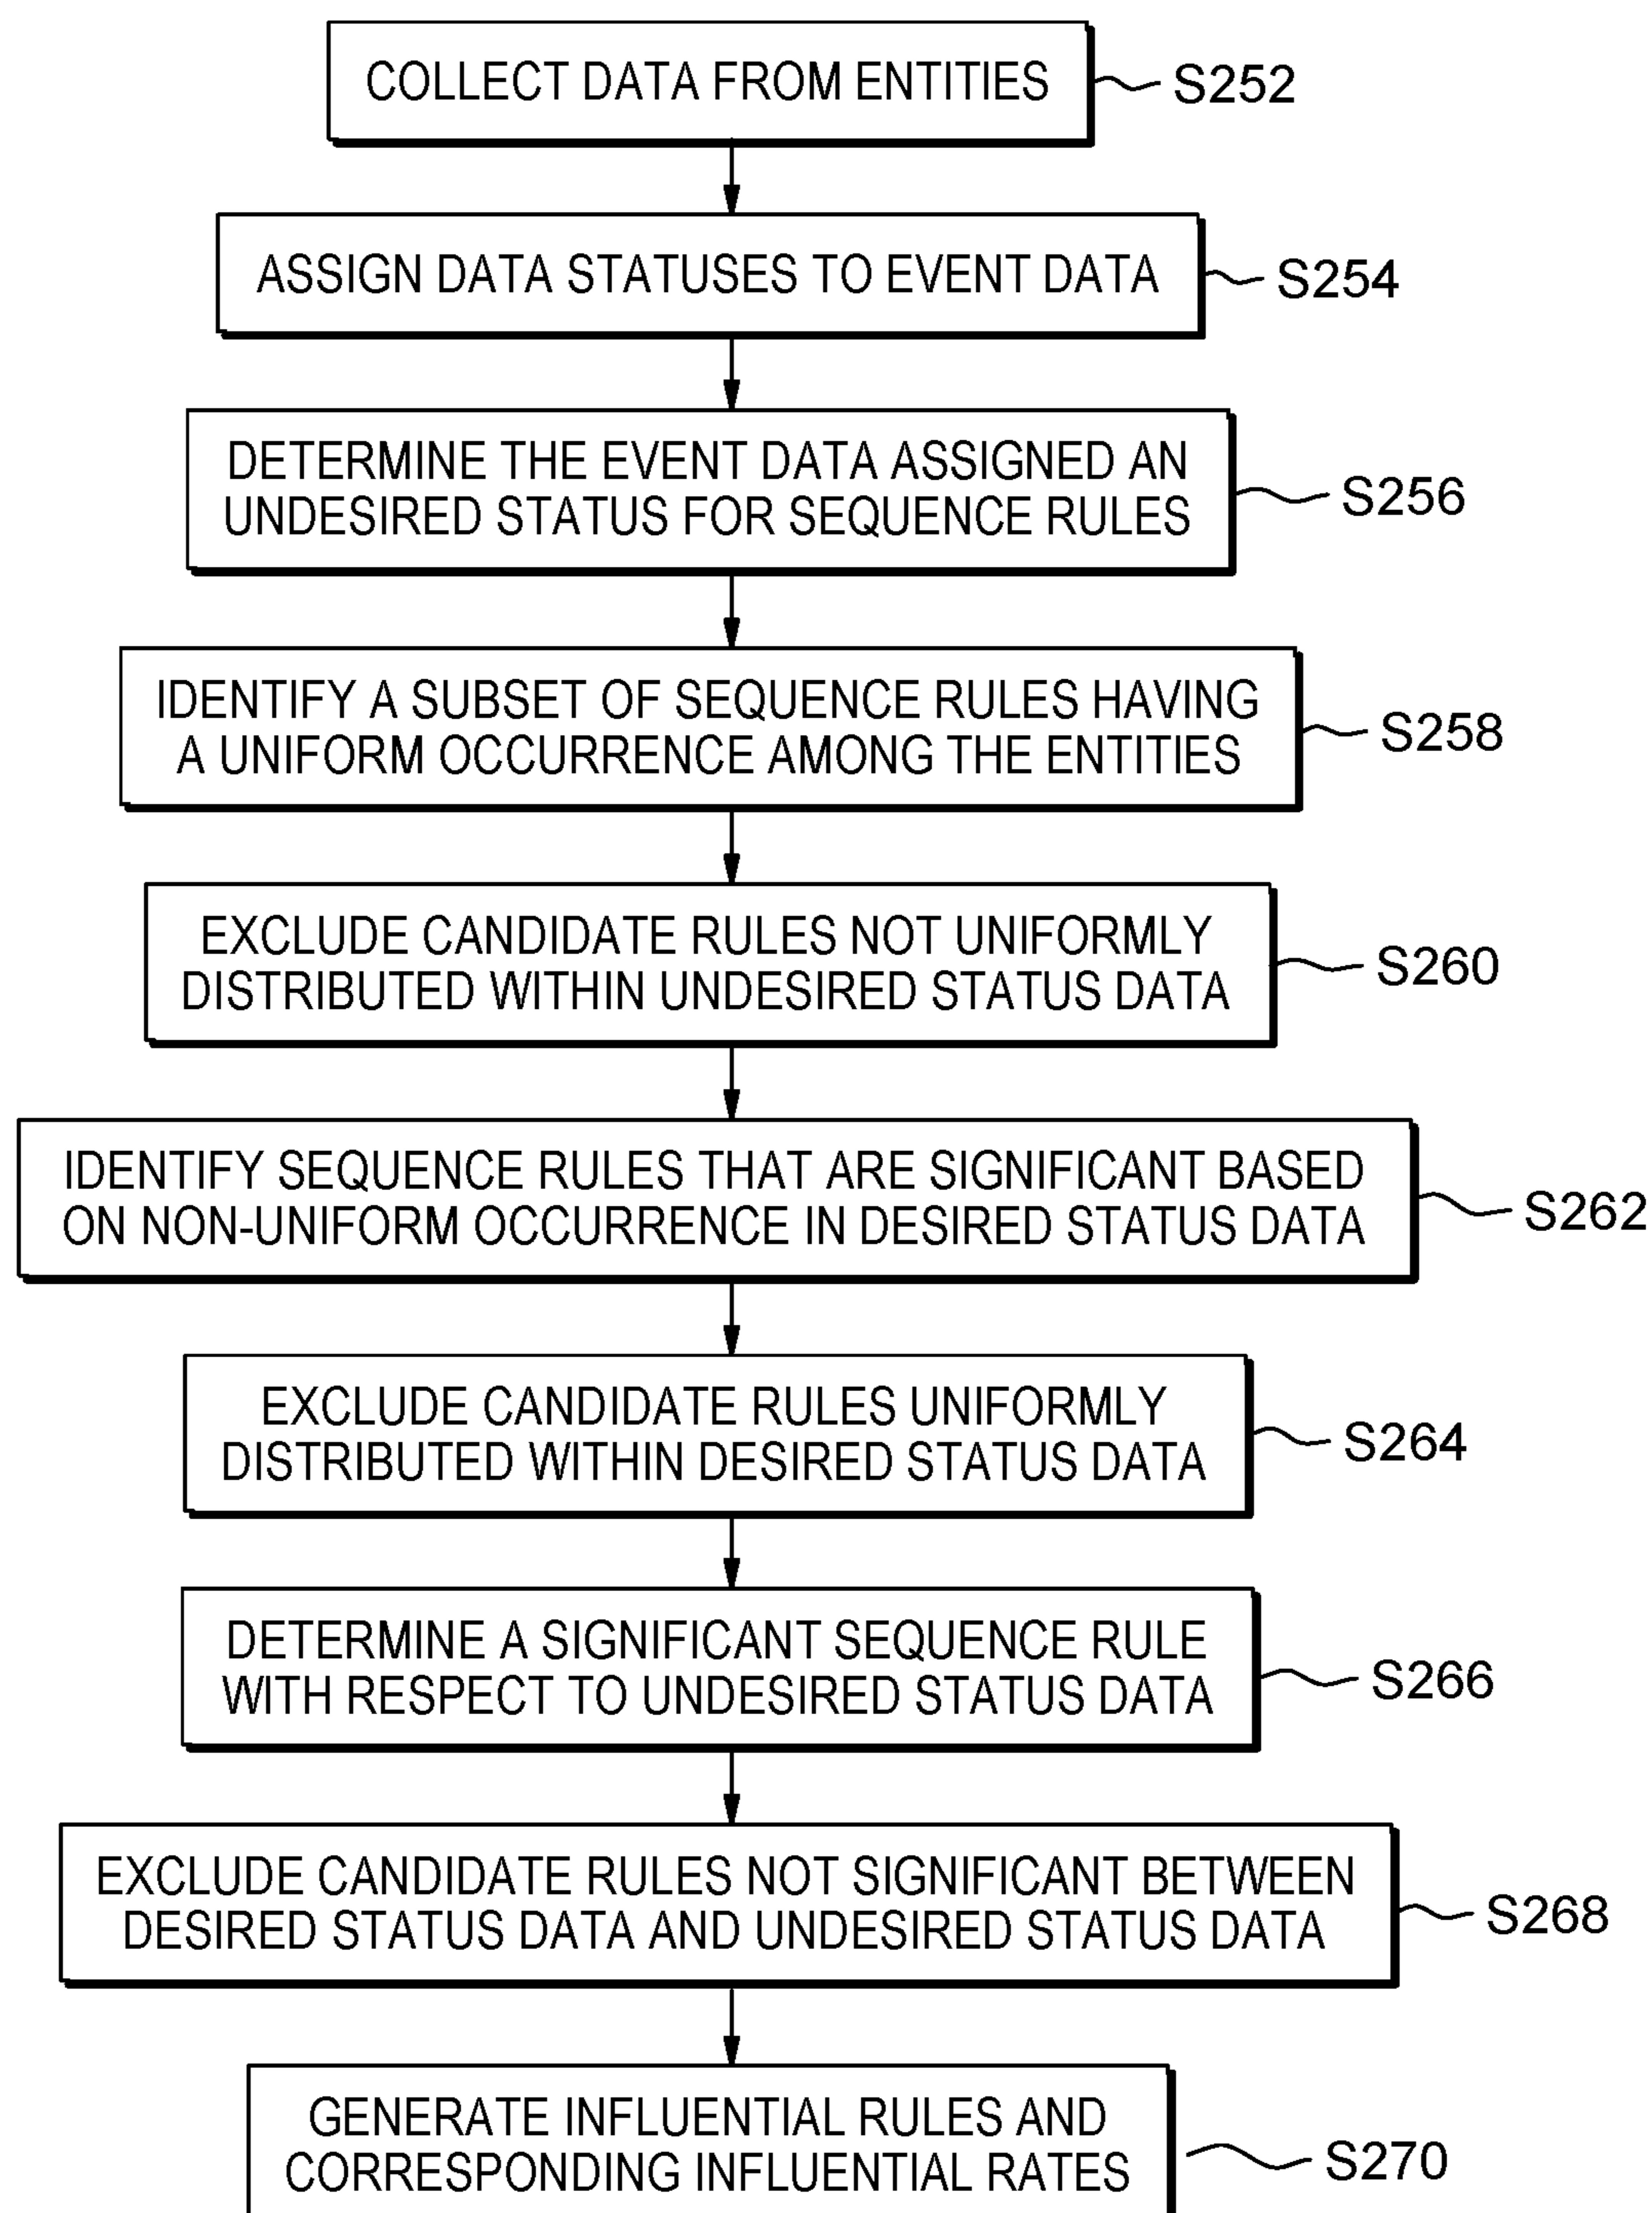 COLLECT DATA FROM ENTITIES
S252
ASSIGN DATA STATUSES TO EVENT DATA
S254
DETERMINE THE EVENT DATA ASSIGNED AN
UNDESIRED STATUS FOR SEQUENCE RULES
S256
IDENTIFY A SUBSET OF SEQUENCE RULES HAVING
A UNIFORM OCCURRENCE AMONG THE ENTITIES
S258
EXCLUDE CANDIDATE RULES NOT UNIFORMLY
DISTRIBUTED WITHIN UNDESIRED STATUS DATA
S260
IDENTIFY SEQUENCE RULES THAT ARE SIGNIFICANT BASED
ON NON-UNIFORM OCCURRENCE IN DESIRED STATUS DATA
S262
EXCLUDE CANDIDATE RULES UNIFORMLY
DISTRIBUTED WITHIN DESIRED STATUS DATA
S264
DETERMINE A SIGNIFICANT SEQUENCE RULE
WITH RESPECT TO UNDESIRED STATUS DATA
S266
EXCLUDE CANDIDATE RULES NOT SIGNIFICANT BETWEEN
DESIRED STATUS DATA AND UNDESIRED STATUS DATA
S268
GENERATE INFLUENTIAL RULES AND
CORRESPONDING INFLUENTIAL RATES
S270